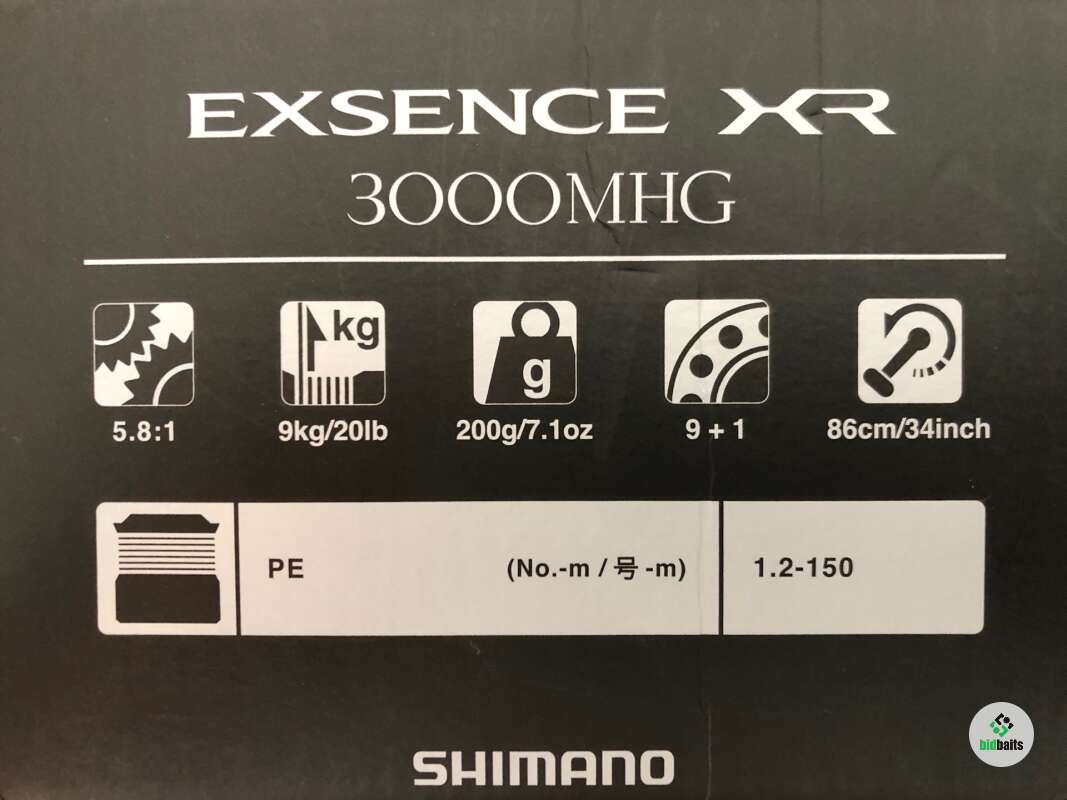 EXSENCE XR
3000MHG
kg
g
5.8:1 9kg/20lb 200g/7.1oz 9 + 1 86cm/34inch
PE (No.-m / 号 -m) 1.2-150
bidbaits
SHIMANO